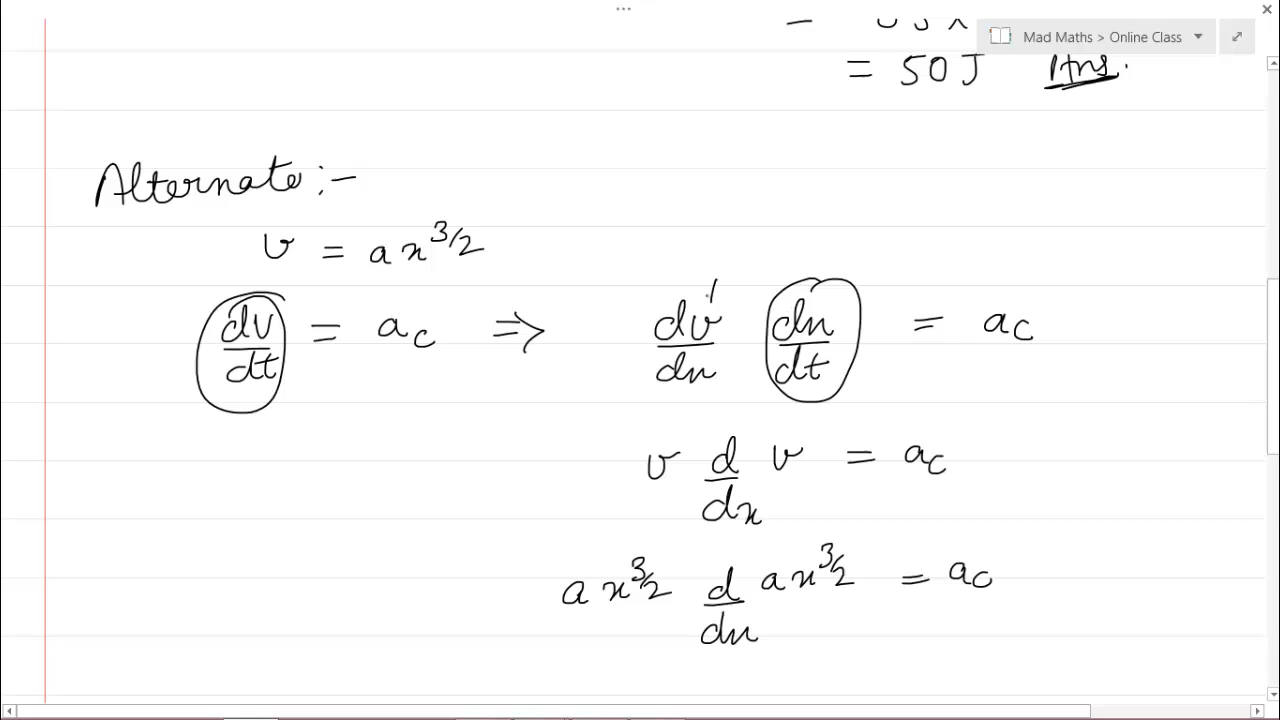 Mad Maths > Online Class
= 50 J Ans.
Alternate :-
v = ax^3/2
dv/dt = a_c ⇒ dv/dx dx/dt = a_c
v d/dx v = a_c
ax^3/2 d/dx ax^3/2 = a_c